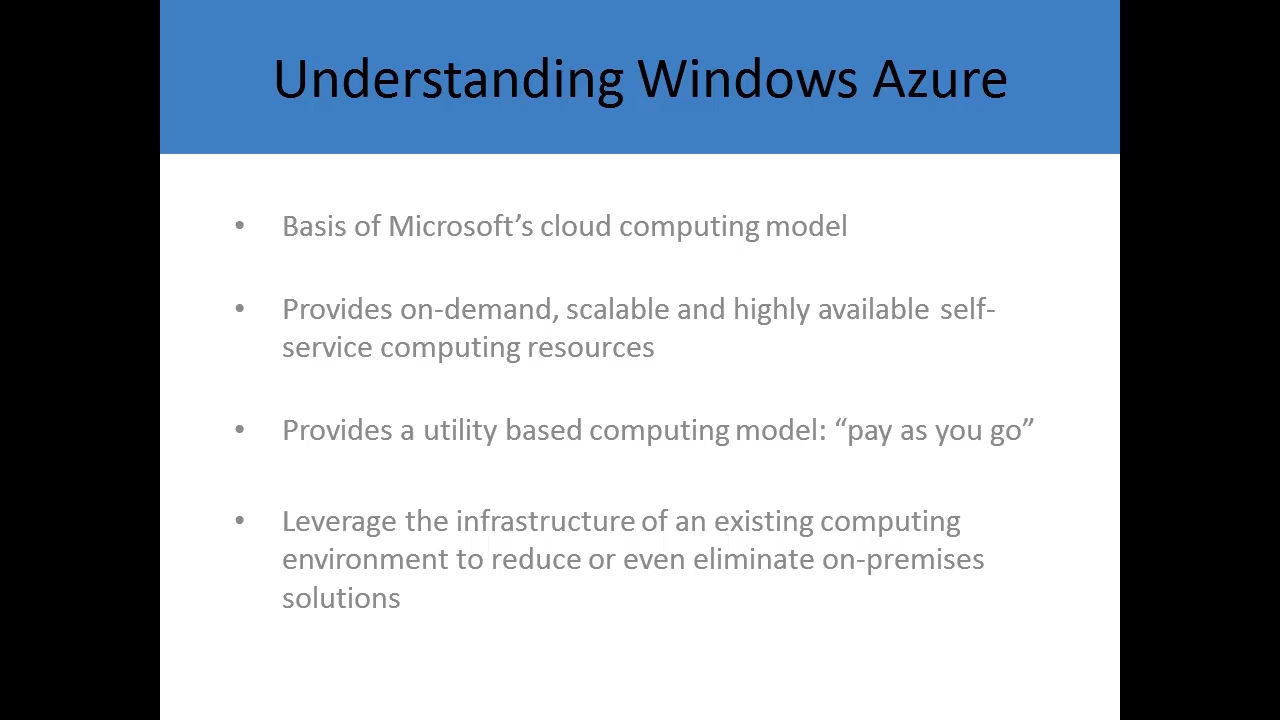 Understanding Windows Azure
• Basis of Microsoft’s cloud computing model
• Provides on-demand, scalable and highly available self-
service computing resources
• Provides a utility based computing model: “pay as you go”
• Leverage the infrastructure of an existing computing
environment to reduce or even eliminate on-premises
solutions